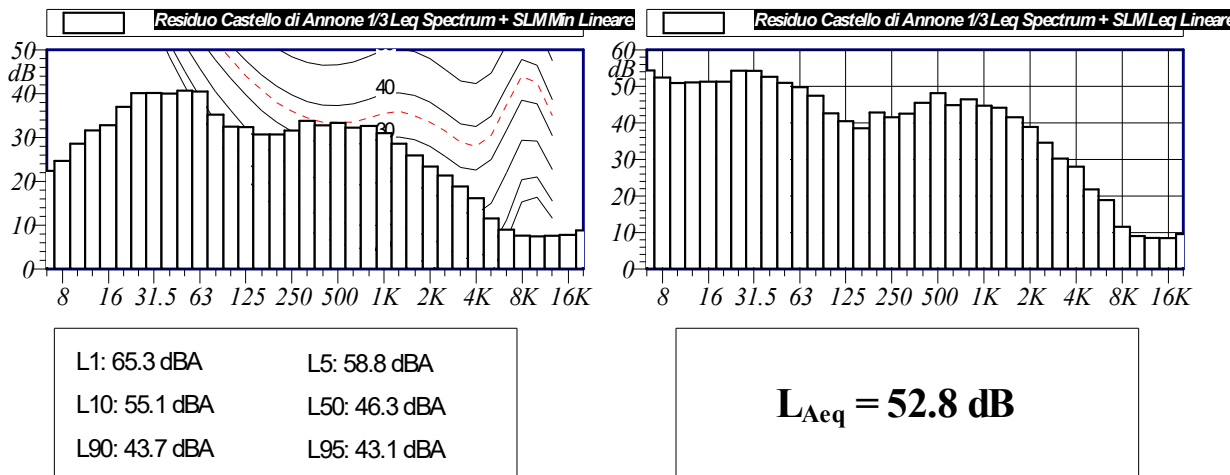 Residuo Castello di Annone 1/3 Leq Spectrum + SLM Min Lineare
50
dB
40
30
20
10
0
40
30
8 16 31.5 63 125 250 500 1K 2K 4K 8K 16K
Residuo Castello di Annone 1/3 Leq Spectrum + SLM Leq Lineare
60
dB
50
40
30
20
10
0
8 16 31.5 63 125 250 500 1K 2K 4K 8K 16K
L1: 65.3 dBA L5: 58.8 dBA
L10: 55.1 dBA L50: 46.3 dBA
L90: 43.7 dBA L95: 43.1 dBA
LAeq = 52.8 dB